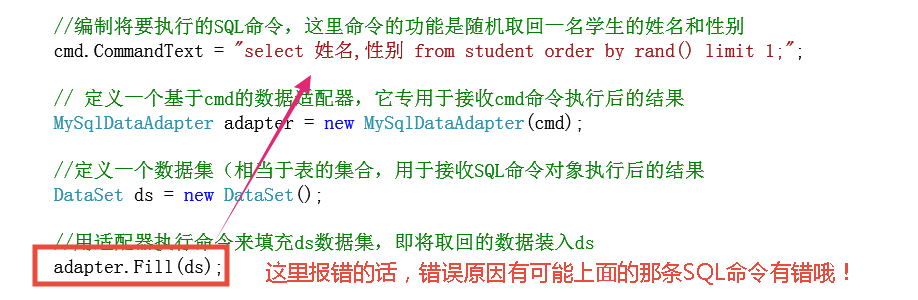 //编制将要执行的SQL命令，这里命令的功能是随机取回一名学生的姓名和性别
cmd.CommandText = "select 姓名,性别 from student order by rand() limit 1;";
// 定义一个基于cmd的数据适配器，它专用于接收cmd命令执行后的结果
MySqlDataAdapter adapter = new MySqlDataAdapter(cmd);
//定义一个数据集（相当于表的集合，用于接收SQL命令对象执行后的结果
DataSet ds = new DataSet();
//用适配器执行命令来填充ds数据集，即将取回的数据装入ds
adapter.Fill(ds);
这里报错的话，错误原因有可能上面的那条SQL命令有错哦！